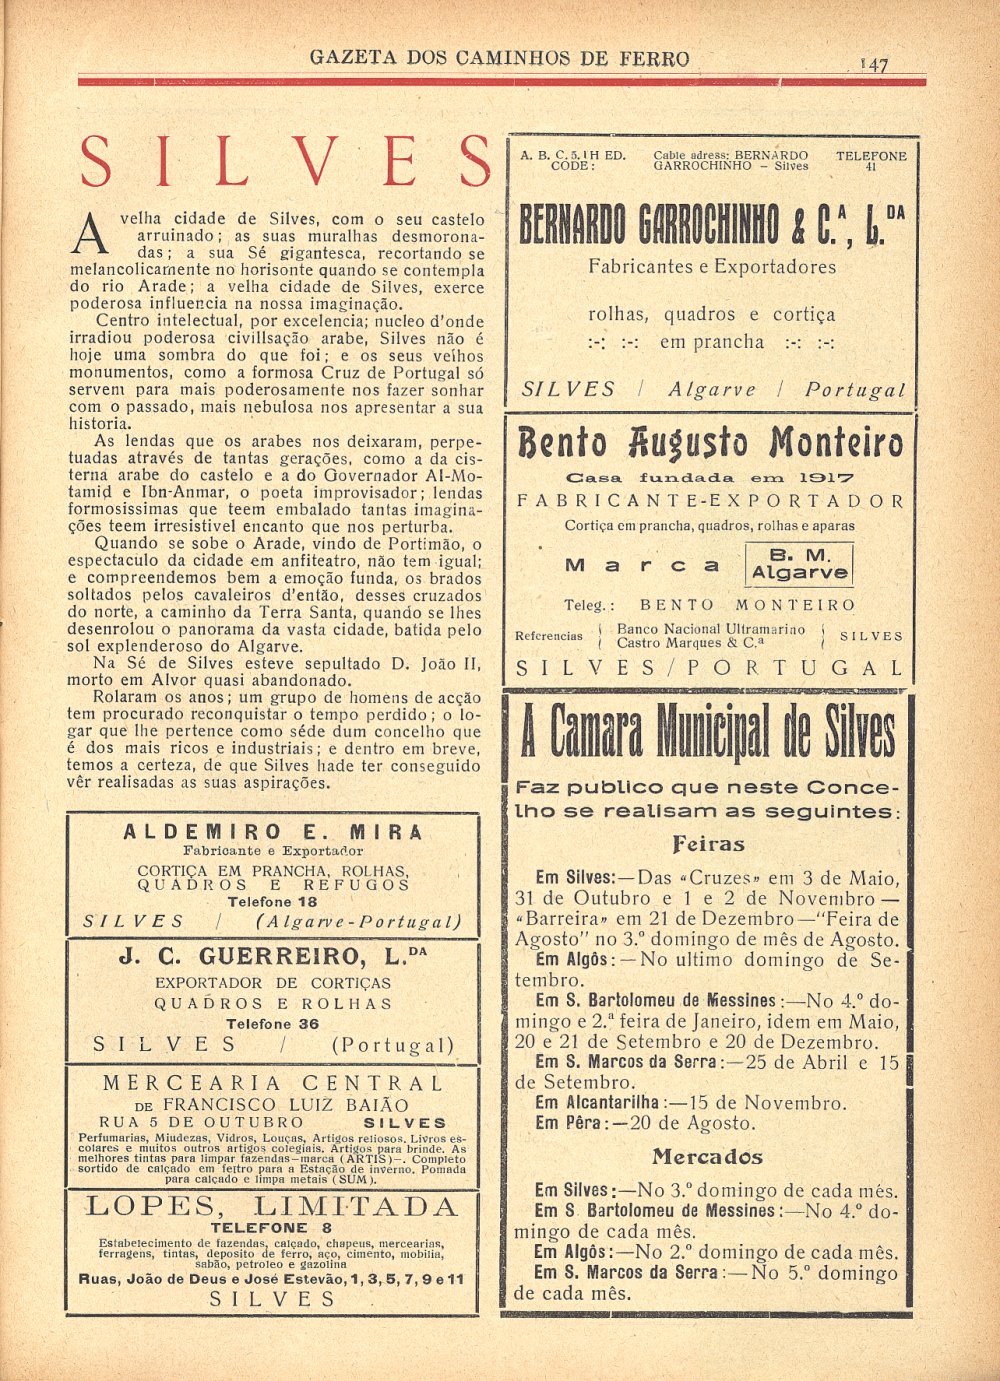 GAZETA DOS CAMINHOS DE FERRO
147
SILVES
A velha cidade de Silves, com o seu castelo
arruinado; as suas muralhas desmorona-
das; a sua Sé gigantesca, recortando se
melancolicamente no horisonte quando se contempla
do rio Arade; a velha cidade de Silves, exerce
poderosa influencia na nossa imaginação.
Centro intelectual, por excelencia; nucleo d'onde
irradiou poderosa civilisação arabe, Silves não é
hoje uma sombra do que foi; e os seus velhos
monumentos, como a formosa Cruz de Portugal só
servem para mais poderosamente nos fazer sonhar
com o passado, mais nebulosa nos apresentar a sua
historia.
As lendas que os arabes nos deixaram, perpe-
tuadas através de tantas gerações, como a da cis-
terna arabe do castelo e a do Governador Al-Mo-
tamid e Ibn-Anmar, o poeta improvisador; lendas
formosissimas que teem embalado tantas imagina-
ções teem irresistivel encanto que nos perturba.
Quando se sobe o Arade, vindo de Portimão, o
espectaculo da cidade em anfiteatro, não tem igual;
e compreendemos bem a emoção funda, os brados
soltados pelos cavaleiros d'então, desses cruzados
do norte, a caminho da Terra Santa, quando se lhes
desenrolou o panorama da vasta cidade, batida pelo
sol explenderoso do Algarve.
Na Sé de Silves esteve sepultado D. João II,
morto em Alvor quasi abandonado.
Rolaram os anos; um grupo de homens de acção
tem procurado reconquistar o tempo perdido; o lo-
gar que lhe pertence como séde dum concelho que
é dos mais ricos e industriais; e dentro em breve,
temos a certeza, de que Silves hade ter conseguido
vêr realisadas as suas aspirações.
ALDEMIRO E. MIRA
Fabricante e Exportador
CORTIÇA EM PRANCHA, ROLHAS,
QUADROS E REFUGOS
Telefone 18
SILVES / (Algarve-Portugal)
J. C. GUERREIRO, L.DA
EXPORTADOR DE CORTIÇAS
QUADROS E ROLHAS
Telefone 36
SILVES / (Portugal)
MERCEARIA CENTRAL
DE FRANCISCO LUIZ BAIÃO
RUA 5 DE OUTUBRO SILVES
Perfumarias, Miudezas, Vidros, Louças, Artigos reliosos. Livros es-
colares e muitos outros artigos colegiais. Artigos para brinde. As
melhores tintas para limpar fazendas—marca (ARTIS)—. Completo
sortido de calçado em feltro para a Estação de inverno. Pomada
para calçado e limpa metais (SUM).
LOPES, LIMITADA
TELEFONE 8
Estabelecimento de fazendas, calçado, chapeus, mercearias,
ferragens, tintas, deposito de ferro, aço, cimento, mobilia,
sabão, petroleo e gazolina
Ruas, João de Deus e José Estevão, 1, 3, 5, 7, 9 e 11
SILVES
A. B. C. 5. 1H ED. Cable adress: BERNARDO TELEFONE
CODE: GARROCHINHO — Silves 41
BERNARDO GARROCHINHO & C.A, L.DA
Fabricantes e Exportadores
rolhas, quadros e cortiça
:-: :-: em prancha :-: :-:
SILVES / Algarve / Portugal
Bento Augusto Monteiro
Casa fundada em 1917
FABRICANTE-EXPORTADOR
Cortiça em prancha, quadros, rolhas e aparas
Marca B. M.
Algarve
Teleg.: BENTO MONTEIRO
Referencias { Banco Nacional Ultramarino } SILVES
Castro Marques & C.ª
SILVES/PORTUGAL
A Camara Municipal de Silves
Faz publico que neste Conce-
lho se realisam as seguintes:
Feiras
Em Silves:—Das «Cruzes» em 3 de Maio,
31 de Outubro e 1 e 2 de Novembro—
«Barreira» em 21 de Dezembro—“Feira de
Agosto” no 3.º domingo de mês de Agosto.
Em Algôs:—No ultimo domingo de Se-
tembro.
Em S. Bartolomeu de Messines:—No 4.º do-
mingo e 2.ª feira de Janeiro, idem em Maio,
20 e 21 de Setembro e 20 de Dezembro.
Em S. Marcos da Serra:—25 de Abril e 15
de Setembro.
Em Alcantarilha:—15 de Novembro.
Em Pêra:—20 de Agosto.
Mercados
Em Silves:—No 3.º domingo de cada mês.
Em S Bartolomeu de Messines:—No 4.º do-
mingo de cada mês.
Em Algôs:—No 2.º domingo de cada mês.
Em S. Marcos da Serra:—No 5.º domingo
de cada mês.